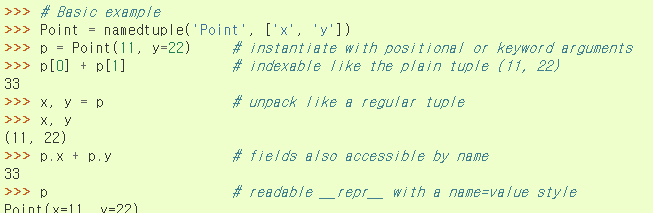 >>> # Basic example
>>> Point = namedtuple('Point', ['x', 'y'])
>>> p = Point(11, y=22)     # instantiate with positional or keyword arguments
>>> p[0] + p[1]             # indexable like the plain tuple (11, 22)
33
>>> x, y = p                # unpack like a regular tuple
>>> x, y
(11, 22)
>>> p.x + p.y               # fields also accessible by name
33
>>> p                       # readable __repr__ with a name=value style
Point(x=11, y=22)